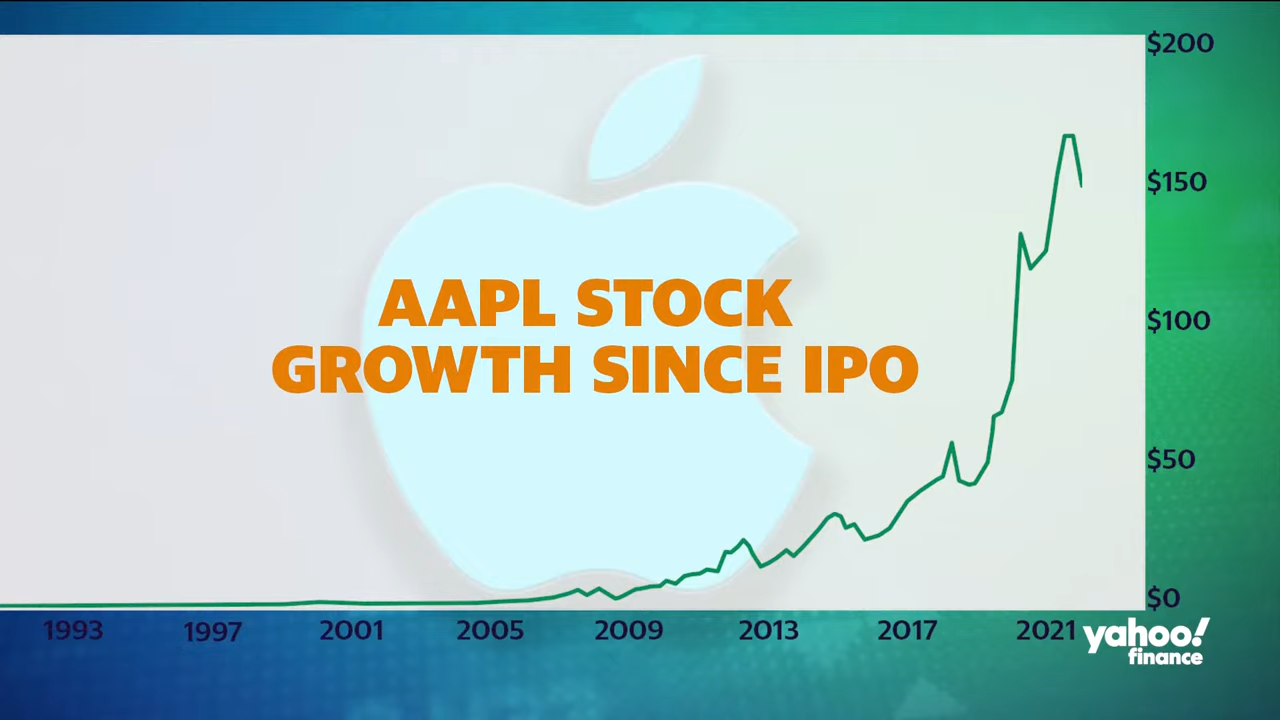 $200
$150
AAPL STOCK
GROWTH SINCE IPO
$100
$50
$0
1993 1997 2001 2005 2009 2013 2017 2021
yahoo!
finance